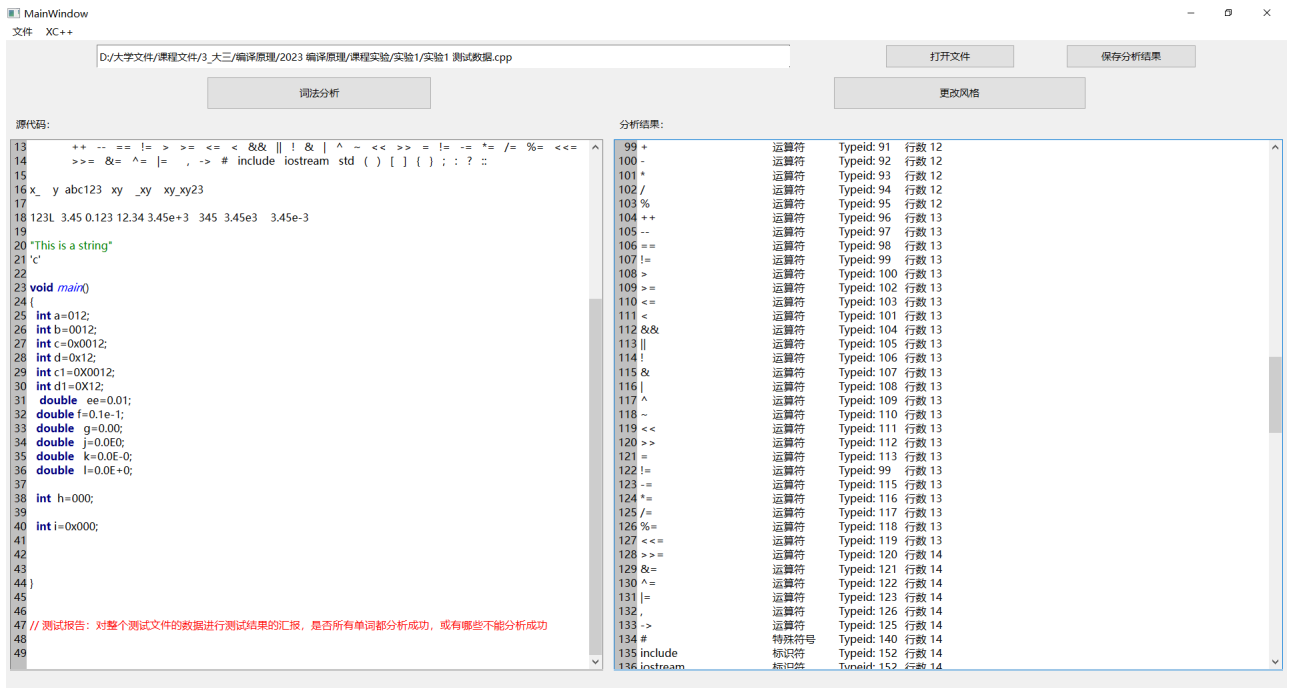 MainWindow
文件 XC++
D:/大学文件/课程文件/3_大三/编译原理/2023 编译原理/课程实验/实验1/实验1 测试数据.cpp
打开文件
保存分析结果
词法分析
更改风格
源代码:
13 ++ -- == != > >= <= < && || ! & | ^ ~ << >> = != -= *= /= %= <<=
14 >>= &= ^= |= , -> # include iostream std ( ) [ ] { } ; : ? ::
15
16 x_ y abc123 xy _xy xy_xy23
17
18 123L 3.45 0.123 12.34 3.45e+3 345 3.45e3 3.45e-3
19
20 "This is a string"
21 'c'
22
23 void main()
24 {
25 int a=012;
26 int b=0012;
27 int c=0x0012;
28 int d=0x12;
29 int c1=0X0012;
30 int d1=0X12;
31 double ee=0.01;
32 double f=0.1e-1;
33 double g=0.00;
34 double j=0.0E0;
35 double k=0.0E-0;
36 double l=0.0E+0;
37
38 int h=000;
39
40 int i=0x000;
41
42
43
44 }
45
46
47 // 测试报告：对整个测试文件的数据进行测试结果的汇报，是否所有单词都分析成功，或有哪些不能分析成功
48
49
分析结果:
99 + 运算符 Typeid: 91 行数 12
100 - 运算符 Typeid: 92 行数 12
101 * 运算符 Typeid: 93 行数 12
102 / 运算符 Typeid: 94 行数 12
103 % 运算符 Typeid: 95 行数 12
104 ++ 运算符 Typeid: 96 行数 13
105 -- 运算符 Typeid: 97 行数 13
106 == 运算符 Typeid: 98 行数 13
107 != 运算符 Typeid: 99 行数 13
108 > 运算符 Typeid: 100 行数 13
109 >= 运算符 Typeid: 102 行数 13
110 <= 运算符 Typeid: 103 行数 13
111 < 运算符 Typeid: 101 行数 13
112 && 运算符 Typeid: 104 行数 13
113 || 运算符 Typeid: 105 行数 13
114 ! 运算符 Typeid: 106 行数 13
115 & 运算符 Typeid: 107 行数 13
116 | 运算符 Typeid: 108 行数 13
117 ^ 运算符 Typeid: 109 行数 13
118 ~ 运算符 Typeid: 110 行数 13
119 << 运算符 Typeid: 111 行数 13
120 >> 运算符 Typeid: 112 行数 13
121 = 运算符 Typeid: 113 行数 13
122 != 运算符 Typeid: 99 行数 13
123 -= 运算符 Typeid: 115 行数 13
124 *= 运算符 Typeid: 116 行数 13
125 /= 运算符 Typeid: 117 行数 13
126 %= 运算符 Typeid: 118 行数 13
127 <<= 运算符 Typeid: 119 行数 13
128 >>= 运算符 Typeid: 120 行数 14
129 &= 运算符 Typeid: 121 行数 14
130 ^= 运算符 Typeid: 122 行数 14
131 |= 运算符 Typeid: 123 行数 14
132 , 运算符 Typeid: 126 行数 14
133 -> 运算符 Typeid: 125 行数 14
134 # 特殊符号 Typeid: 140 行数 14
135 include 标识符 Typeid: 152 行数 14
136 iostream 标识符 Typeid: 152 行数 14